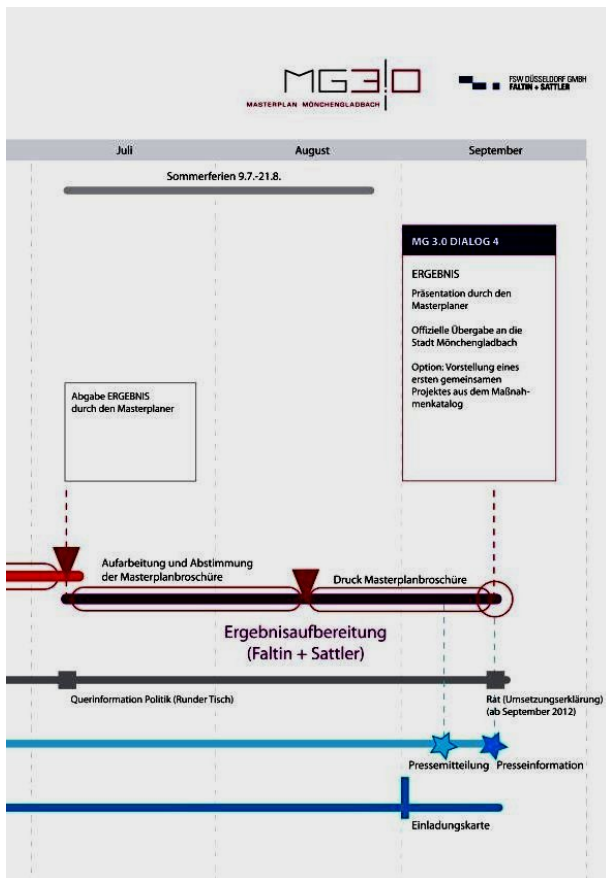 MG3.0
MASTERPLAN MÖNCHENGLADBACH
FSW DÜSSELDORF GMBH
FALTIN + SATTLER
Juli August September
Sommerferien 9.7.-21.8.
MG 3.0 DIALOG 4
ERGEBNIS
Präsentation durch den
Masterplaner
Offizielle Übergabe an die
Stadt Mönchengladbach
Option: Vorstellung eines
ersten gemeinsamen
Projektes aus dem Maßnah-
menkatalog
Abgabe ERGEBNIS
durch den Masterplaner
Aufarbeitung und Abstimmung
der Masterplanbroschüre
Druck Masterplanbroschüre
Ergebnisaufbereitung
(Faltin + Sattler)
Querinformation Politik (Runder Tisch)
Rat (Umsetzungserklärung)
(ab September 2012)
Pressemitteilung Presseinformation
Einladungskarte